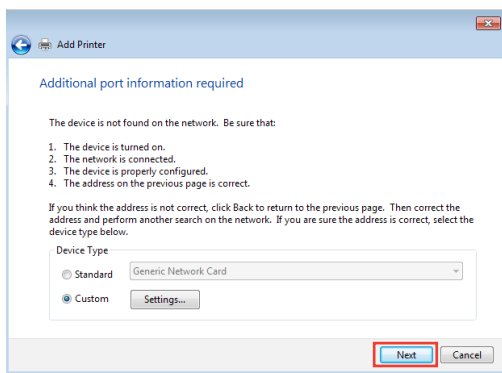 Add Printer
Additional port information required
The device is not found on the network. Be sure that:
1. The device is turned on.
2. The network is connected.
3. The device is properly configured.
4. The address on the previous page is correct.
If you think the address is not correct, click Back to return to the previous page. Then correct the
address and perform another search on the network. If you are sure the address is correct, select the
device type below.
Device Type
Standard
Generic Network Card
Custom
Settings...
Next
Cancel